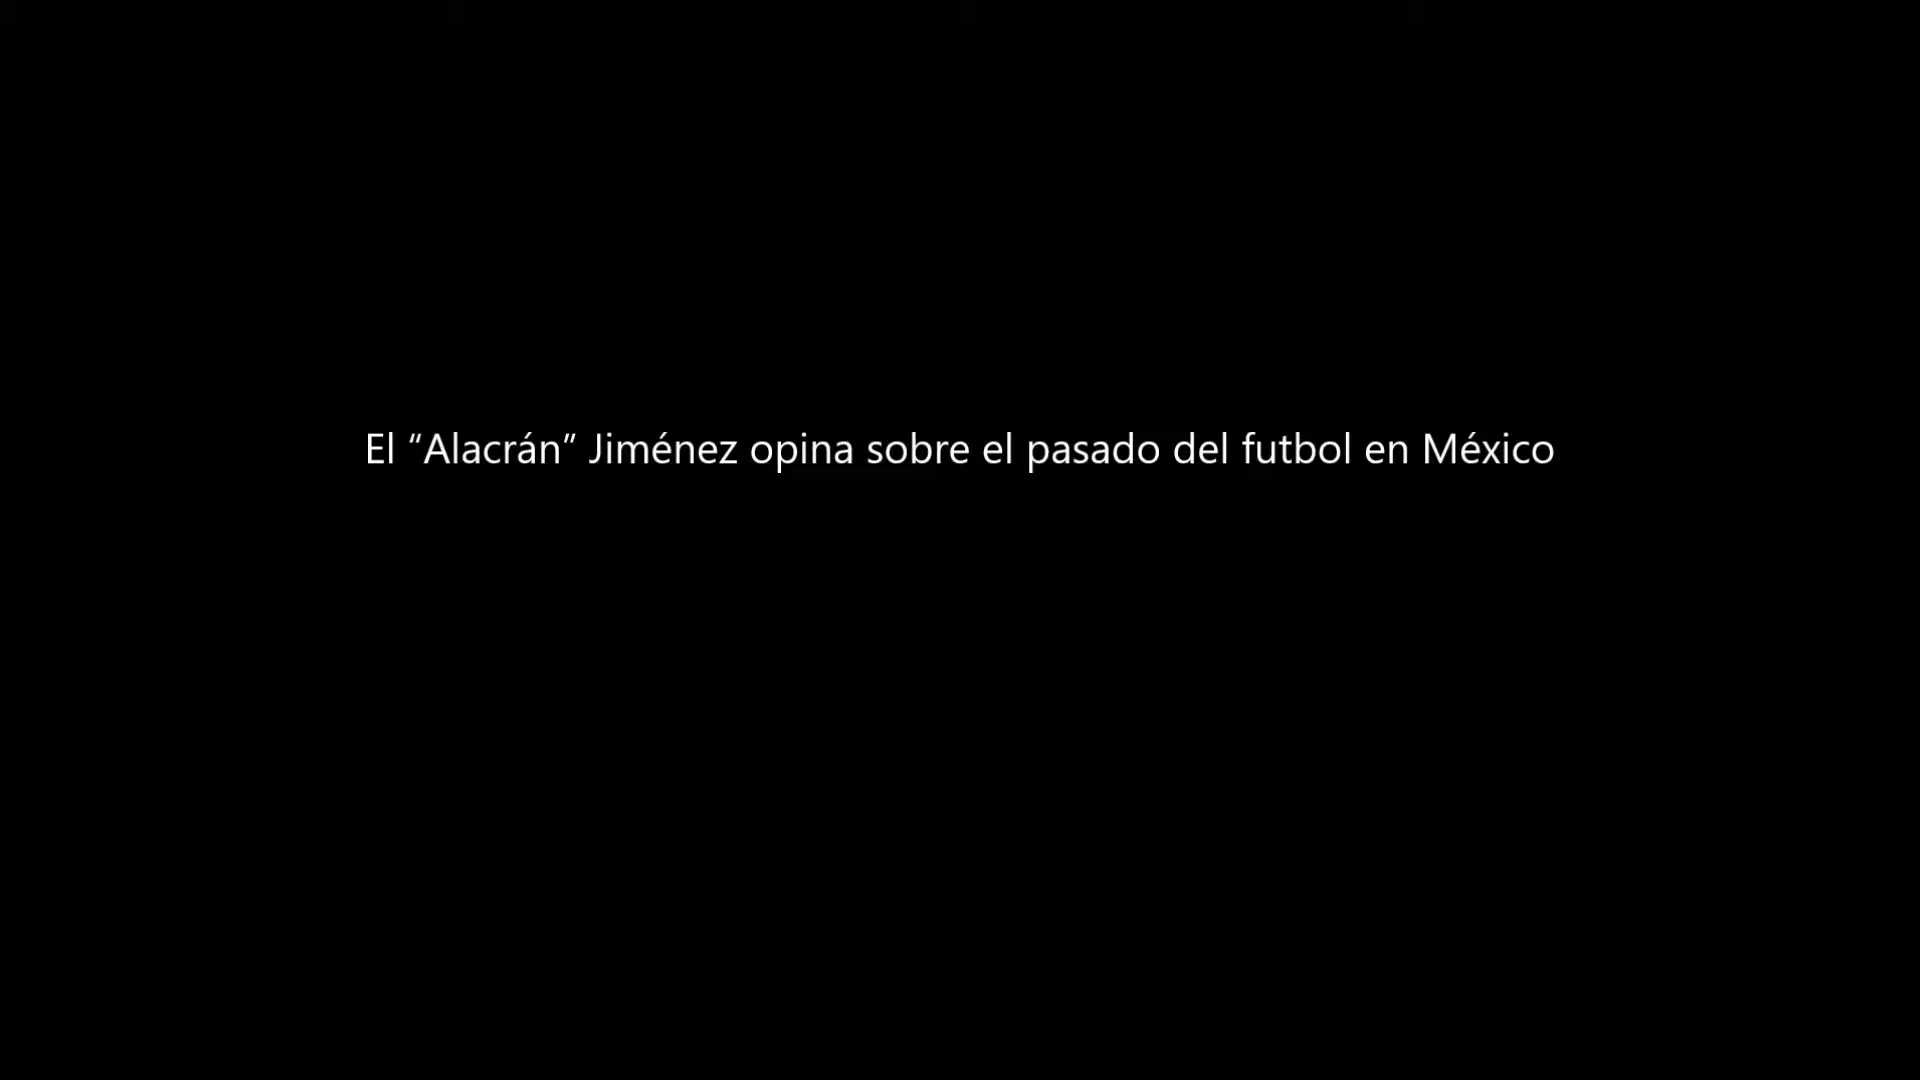 El “Alacrán” Jiménez opina sobre el pasado del futbol en México